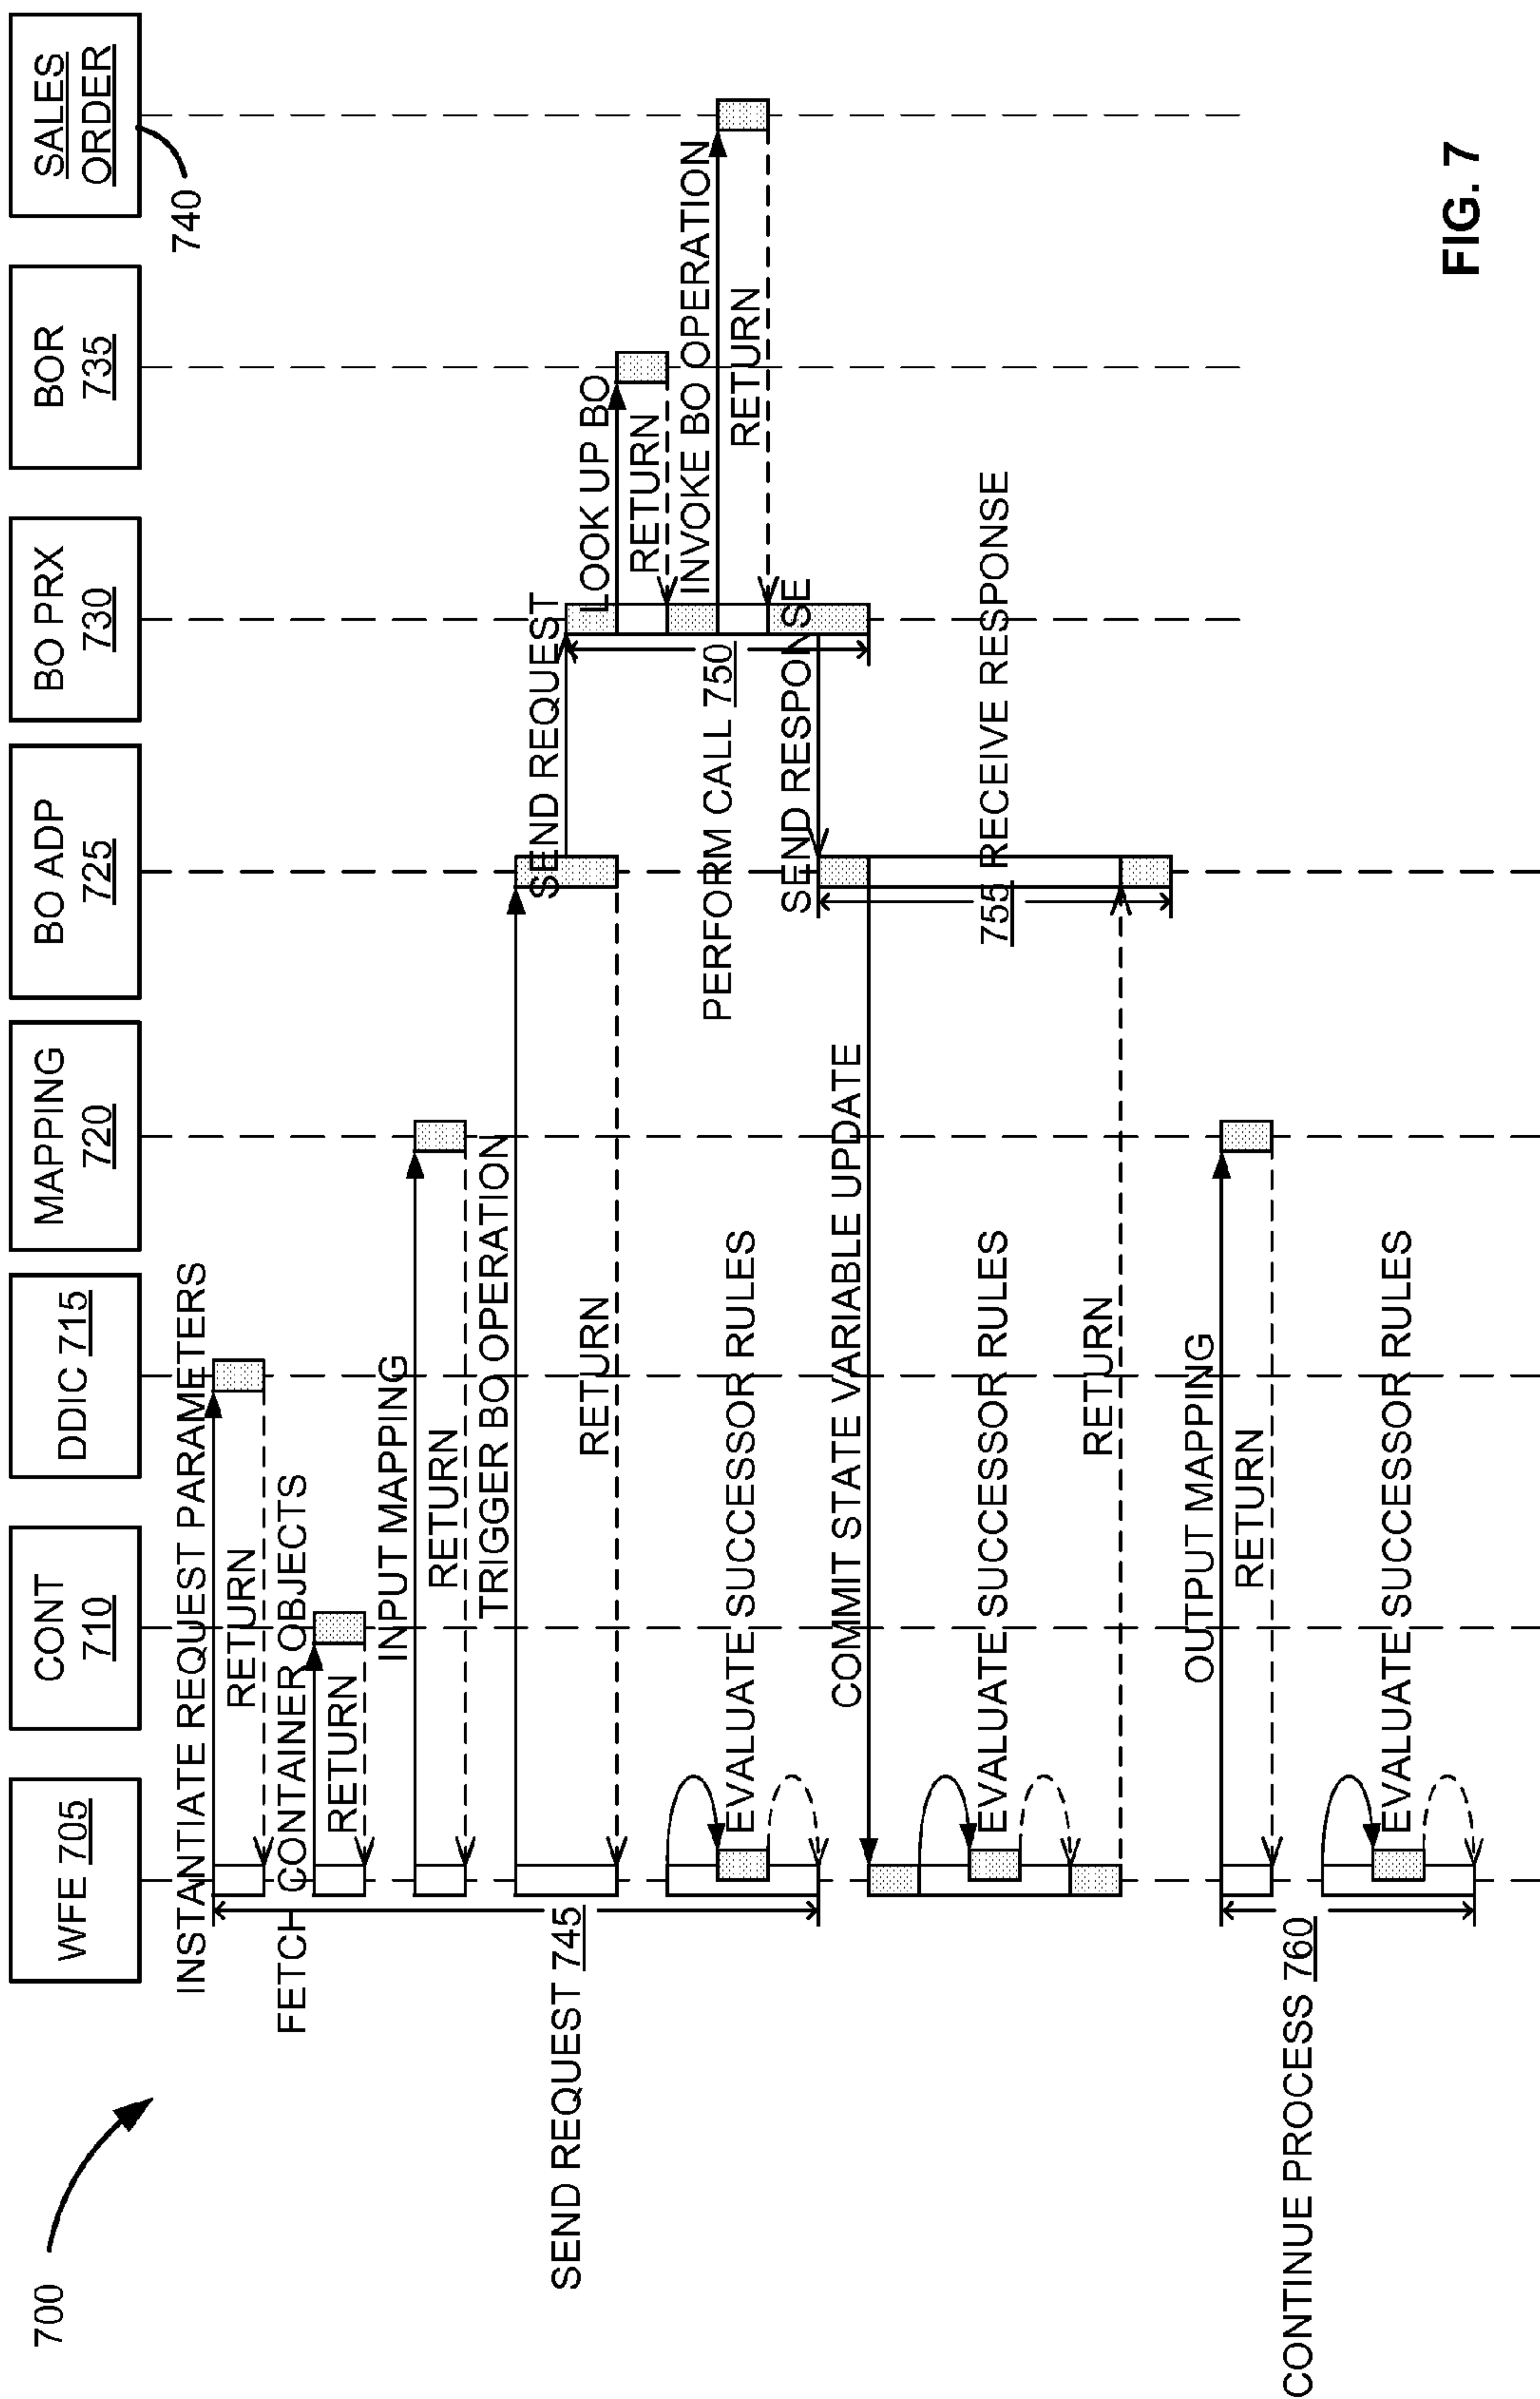 700
WFE 705
CONT
710
DDIC 715
MAPPING
720
BO ADP
725
BO PRX
730
BOR
735
SALES
ORDER
740
INSTANTIATE REQUEST PARAMETERS
RETURN
FETCH CONTAINER OBJECTS
RETURN
INPUT MAPPING
RETURN
TRIGGER BO OPERATION
SEND REQUEST
SEND REQUEST 745
RETURN
LOOK UP BO
RETURN
INVOKE BO OPERATION
PERFORM CALL 750
RETURN
EVALUATE SUCCESSOR RULES
SEND RESPONSE
COMMIT STATE VARIABLE UPDATE
755 RECEIVE RESPONSE
EVALUATE SUCCESSOR RULES
RETURN
OUTPUT MAPPING
RETURN
CONTINUE PROCESS 760
EVALUATE SUCCESSOR RULES
FIG. 7